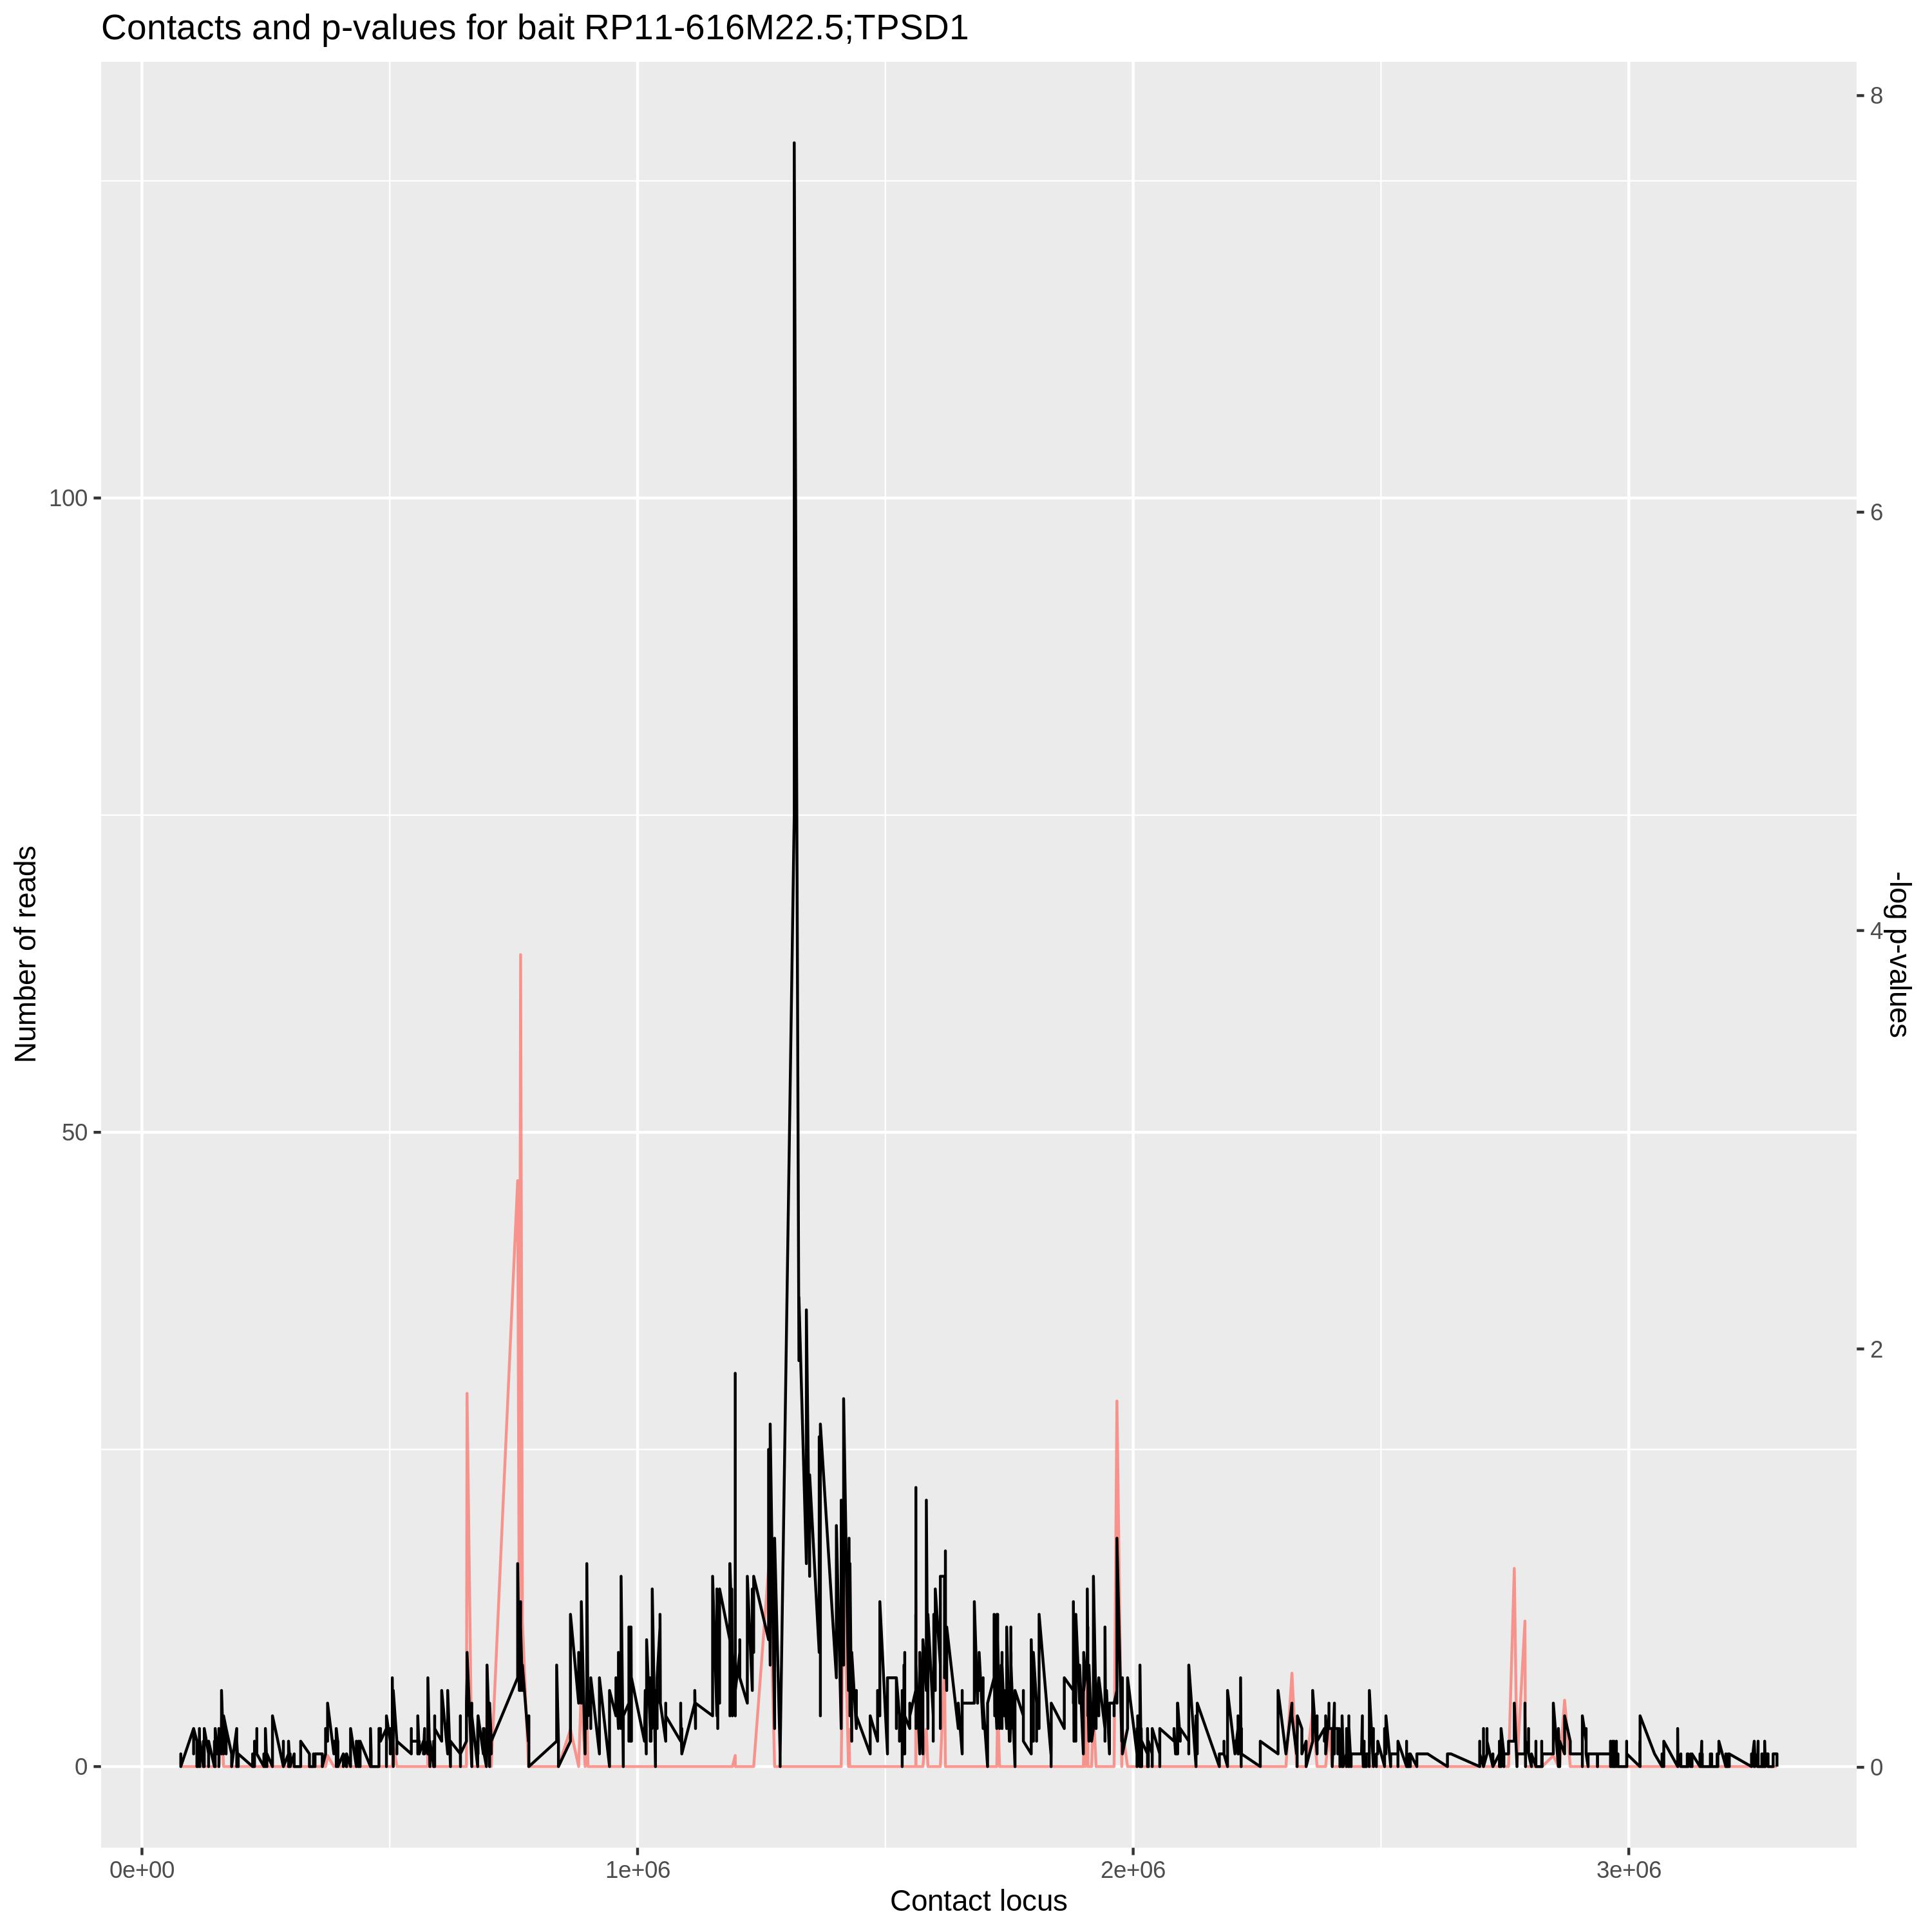 Contacts and p-values for bait RP11-616M22.5;TPSD1
Number of reads
100
50
0
8
6
4
2
0
-log p-values
0e+00
1e+06
2e+06
3e+06
Contact locus